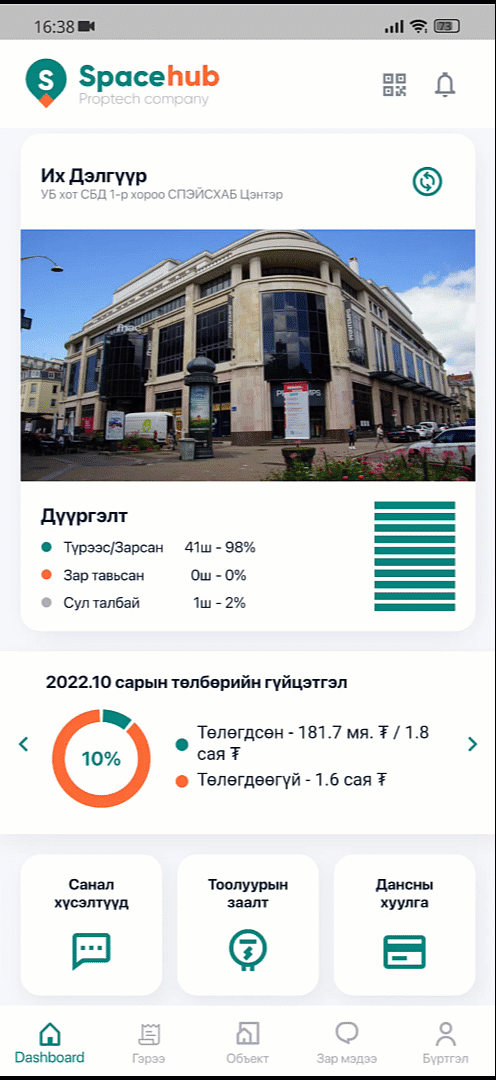 16:38
73
S
Spacehub
Proptech company
Их Дэлгүүр
УБ хот СБД 1-р хороо СПЭЙСХАБ Цэнтэр
fnac
Дүүргэлт
Түрээс/Зарсан 41ш - 98%
Зар тавьсан 0ш - 0%
Сул талбай 1ш - 2%
2022.10 сарын төлбөрийн гүйцэтгэл
10%
Төлөгдсөн - 181.7 мя. ₮ / 1.8
сая ₮
Төлөгдөөгүй - 1.6 сая ₮
Санал
хүсэлтүүд
Тоолуурын
заалт
Дансны
хуулга
Dashboard
Гэрээ
Объект
Зар мэдээ
Бүртгэл